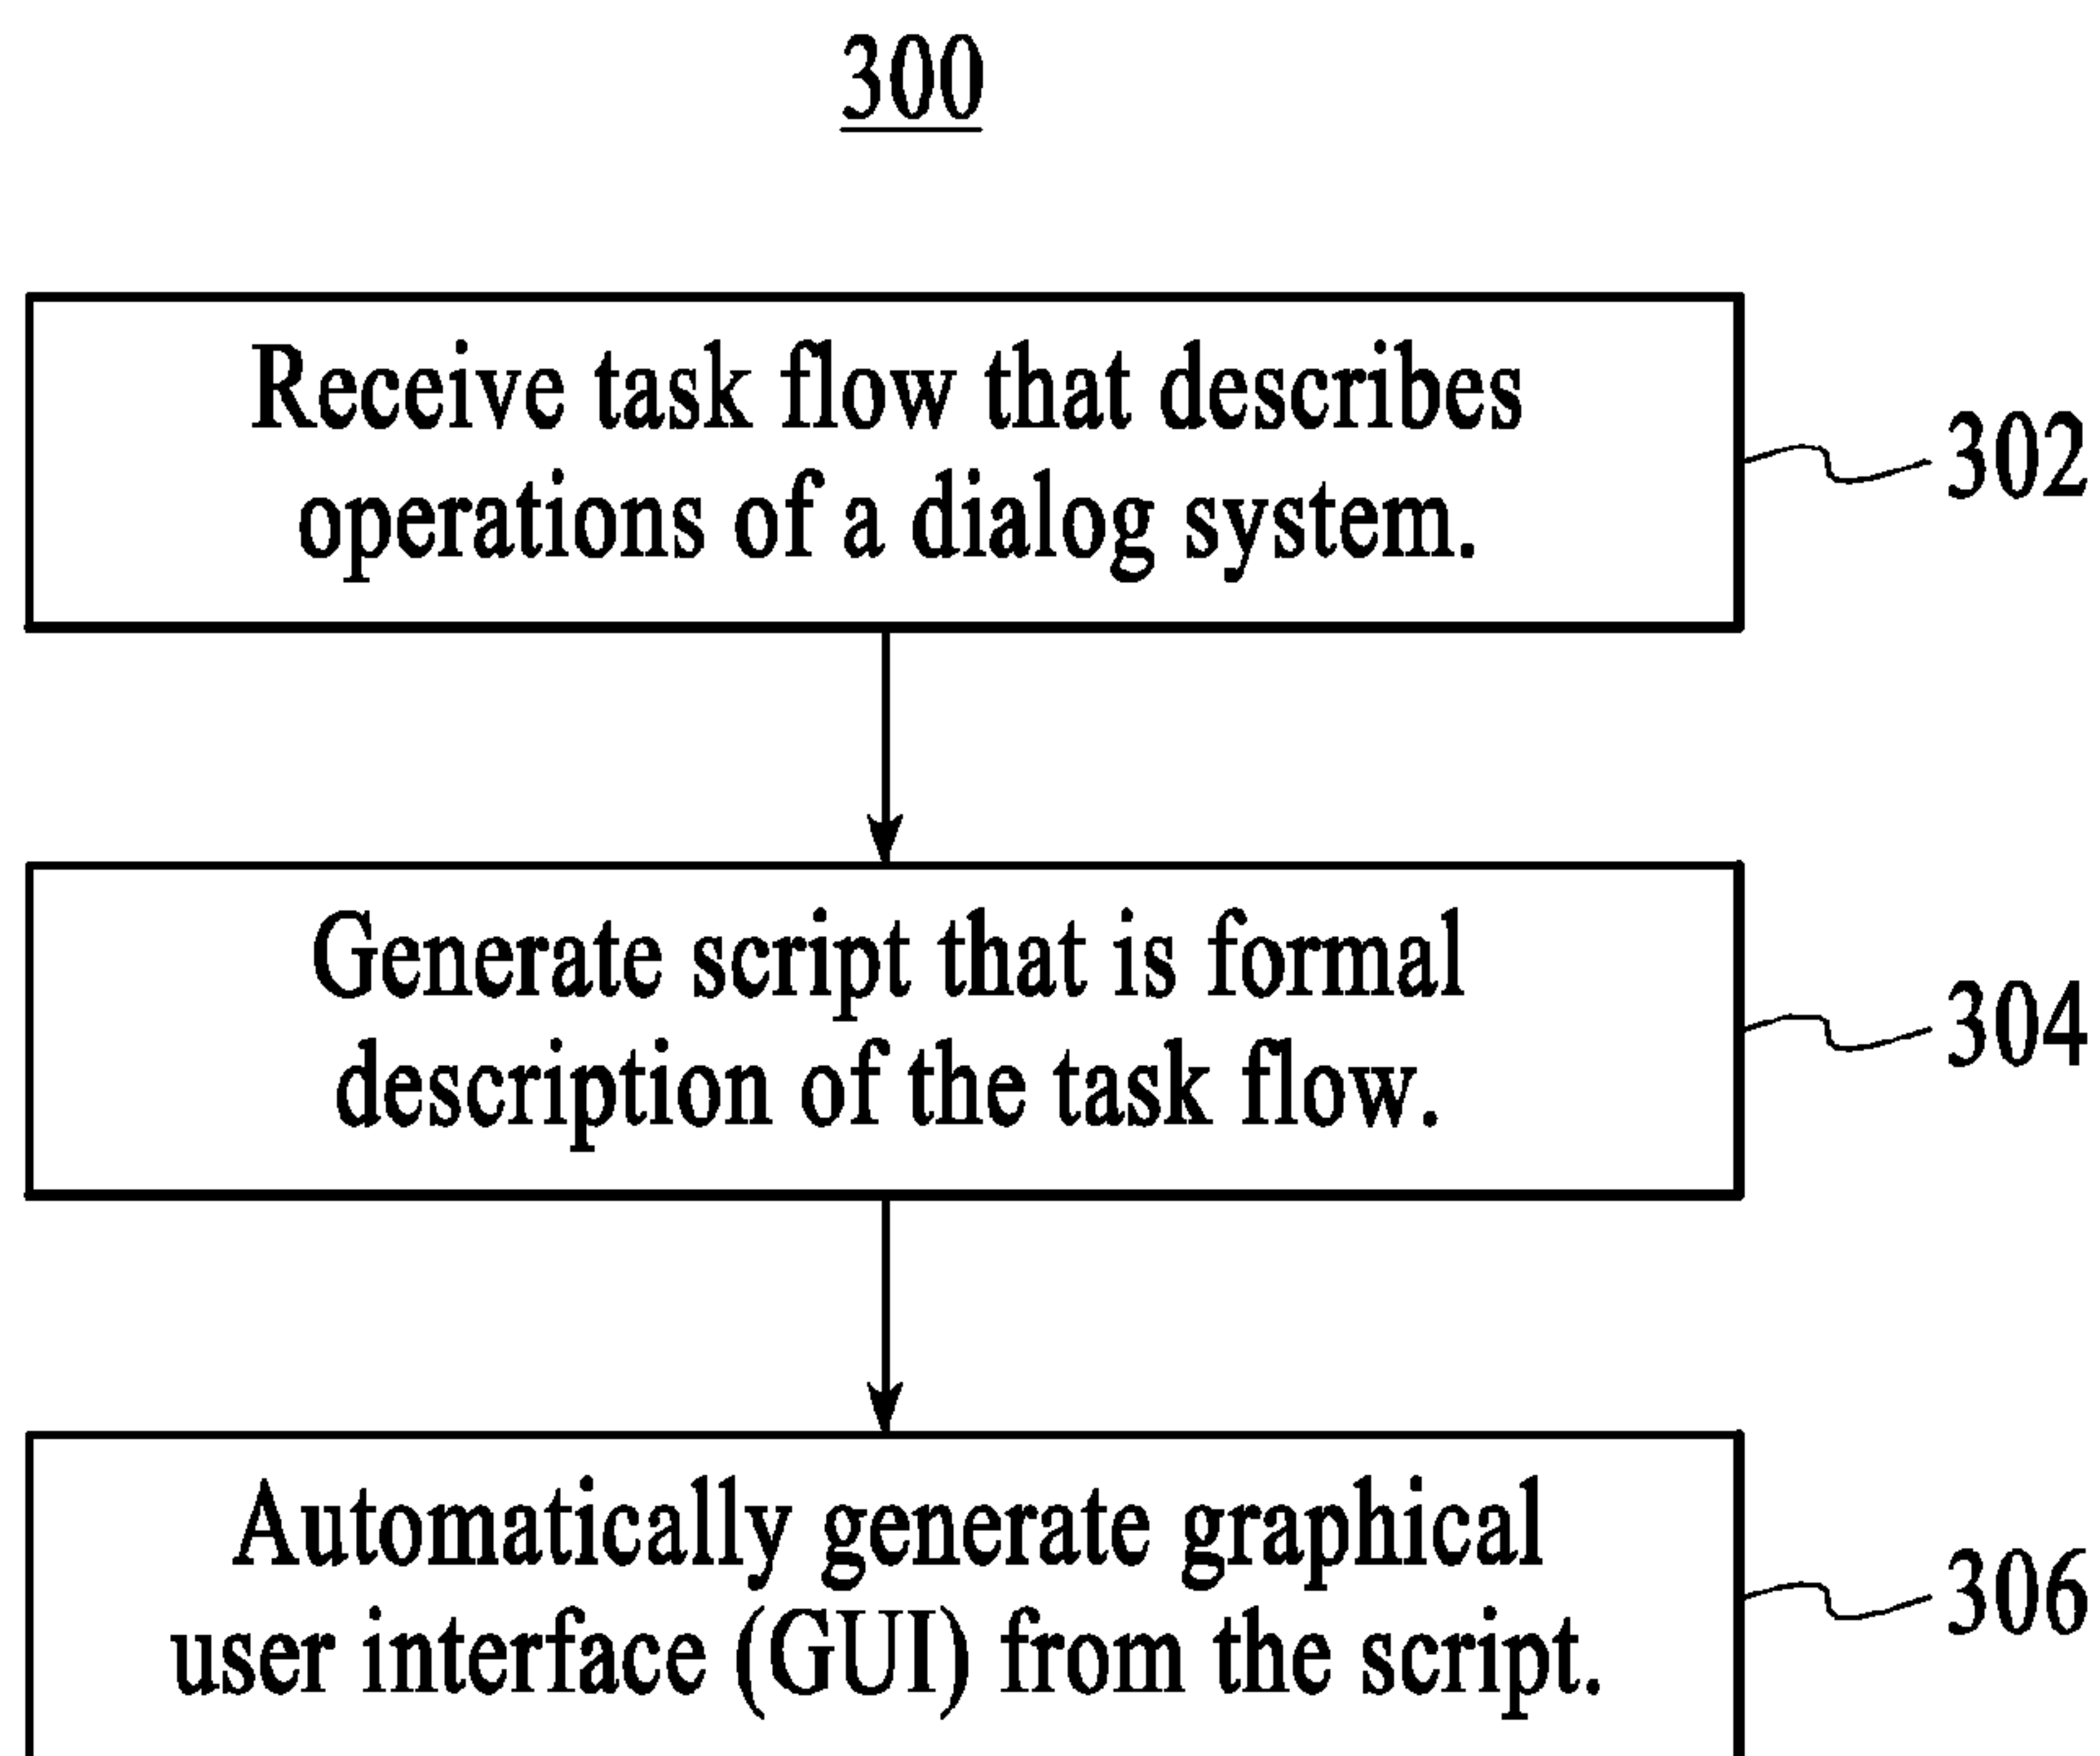 300
Receive task flow that describes
operations of a dialog system.
302
Generate script that is formal
description of the task flow.
304
Automatically generate graphical
user interface (GUI) from the script.
306